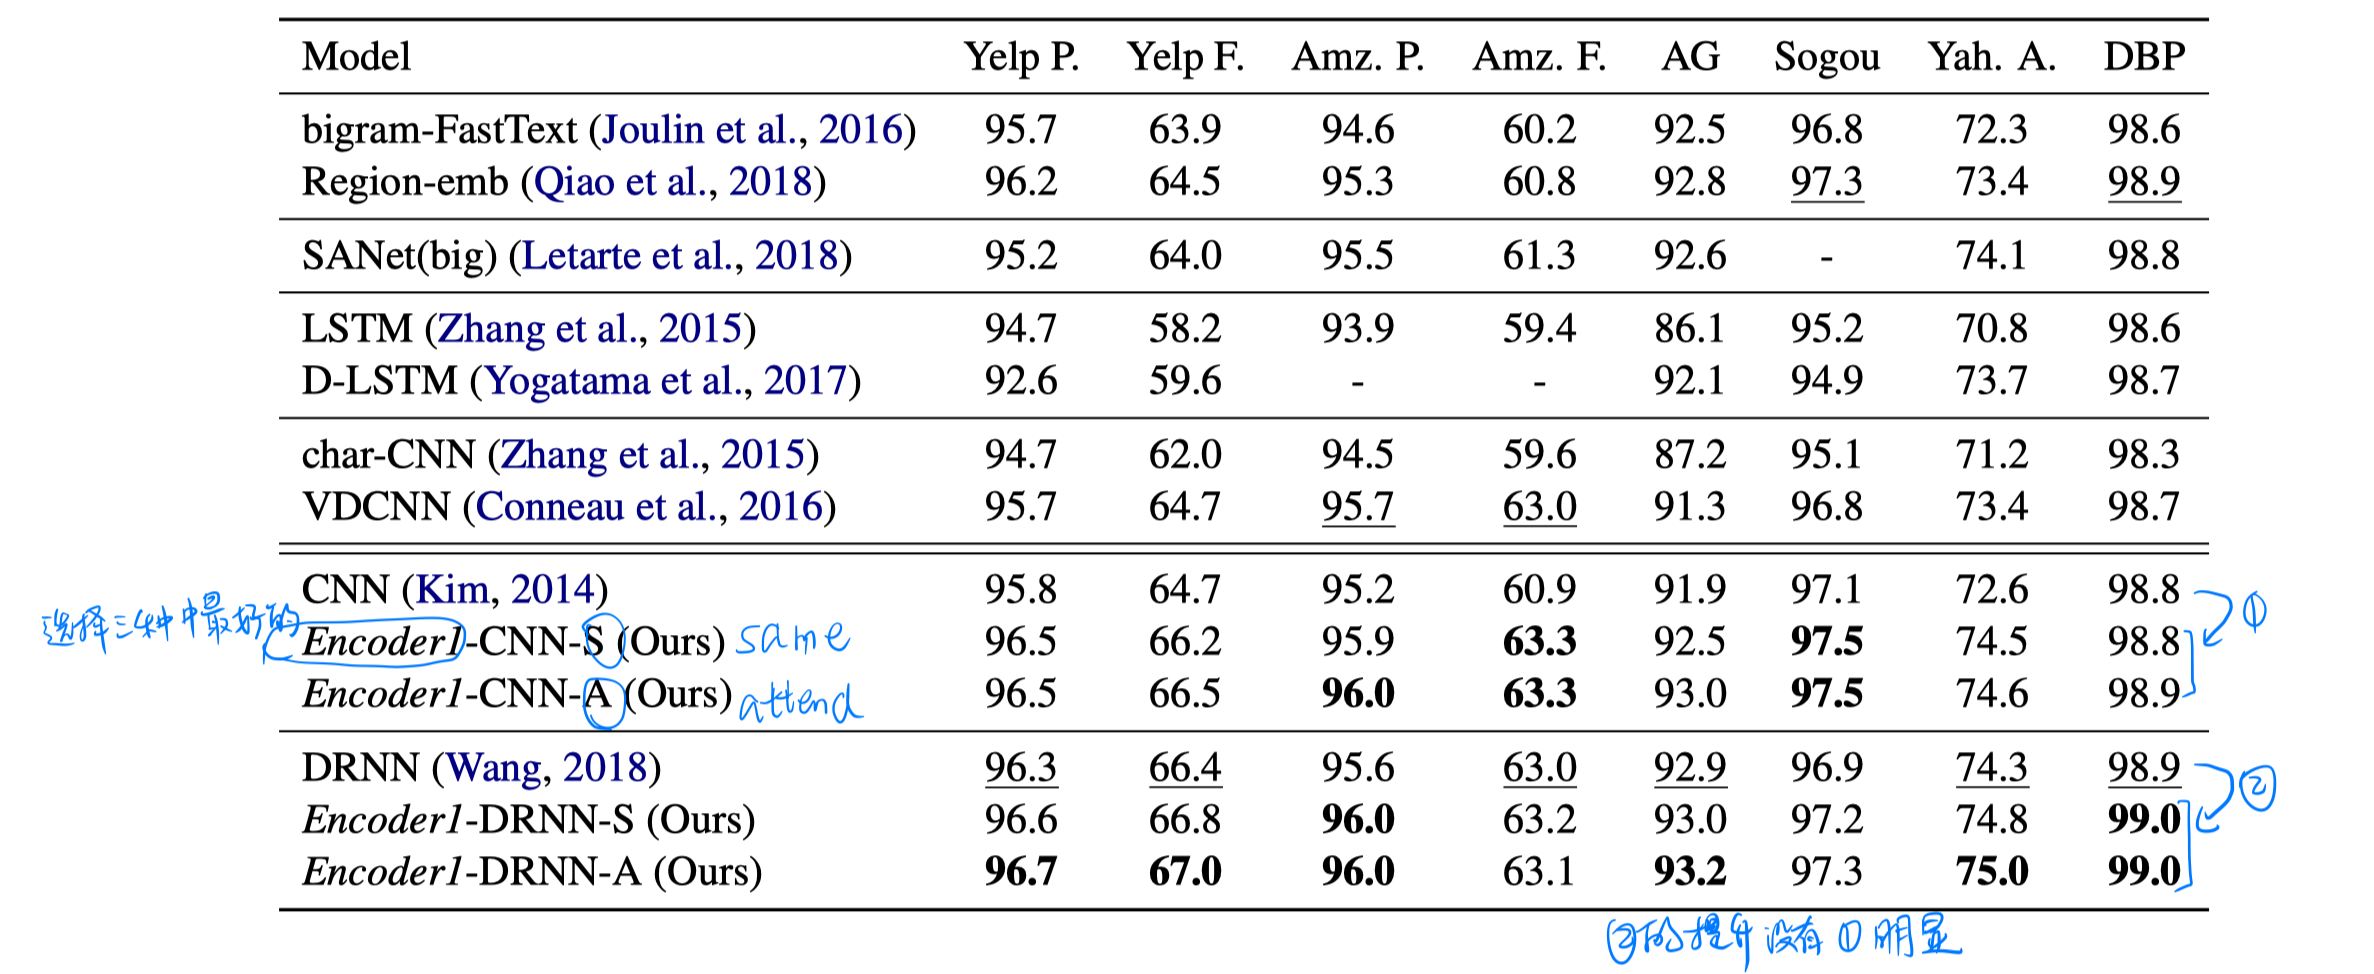 Model Yelp P. Yelp F. Amz. P. Amz. F. AG Sogou Yah. A. DBP
bigram-FastText (Joulin et al., 2016) 95.7 63.9 94.6 60.2 92.5 96.8 72.3 98.6
Region-emb (Qiao et al., 2018) 96.2 64.5 95.3 60.8 92.8 97.3 73.4 98.9
SANet(big) (Letarte et al., 2018) 95.2 64.0 95.5 61.3 92.6 - 74.1 98.8
LSTM (Zhang et al., 2015) 94.7 58.2 93.9 59.4 86.1 95.2 70.8 98.6
D-LSTM (Yogatama et al., 2017) 92.6 59.6 - - 92.1 94.9 73.7 98.7
char-CNN (Zhang et al., 2015) 94.7 62.0 94.5 59.6 87.2 95.1 71.2 98.3
VDCNN (Conneau et al., 2016) 95.7 64.7 95.7 63.0 91.3 96.8 73.4 98.7
CNN (Kim, 2014) 95.8 64.7 95.2 60.9 91.9 97.1 72.6 98.8
选择三种中最好的
①
Encoder1-CNN-S (Ours) same 96.5 66.2 95.9 63.3 92.5 97.5 74.5 98.8
Encoder1-CNN-A (Ours) attend 96.5 66.5 96.0 63.3 93.0 97.5 74.6 98.9
DRNN (Wang, 2018) 96.3 66.4 95.6 63.0 92.9 96.9 74.3 98.9
②
Encoder1-DRNN-S (Ours) 96.6 66.8 96.0 63.2 93.0 97.2 74.8 99.0
Encoder1-DRNN-A (Ours) 96.7 67.0 96.0 63.1 93.2 97.3 75.0 99.0
②的提升没有①明显